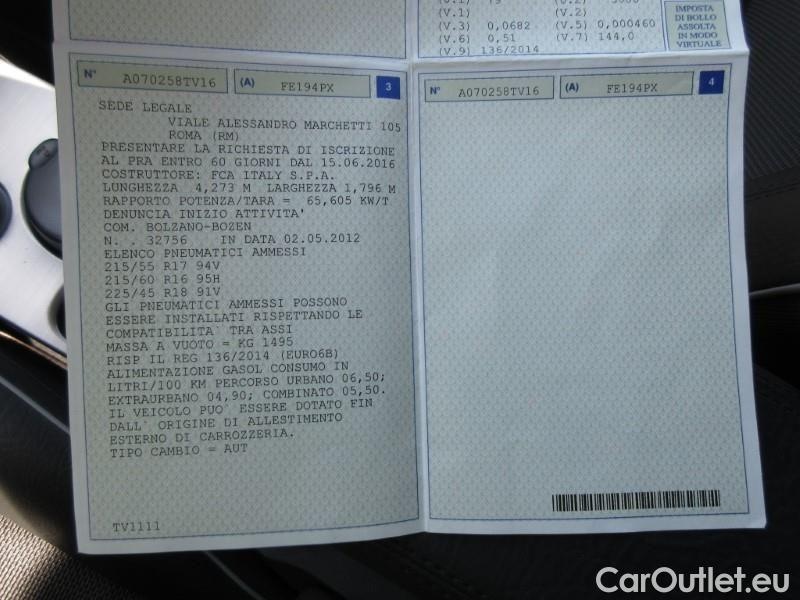 (V.1)
(V.2)
(V.3) 0,0682 (V.5) 0,000460
(V.6) 0,51 (V.7) 144,0
(V.9) 136/2014
IMPOSTA
DI BOLLO
ASSOLTA
IN MODO
VIRTUALE
N° A070258TV16 (A) FE194PX 3
SEDE LEGALE
VIALE ALESSANDRO MARCHETTI 105
ROMA (RM)
PRESENTARE LA RICHIESTA DI ISCRIZIONE
AL PRA ENTRO 60 GIORNI DAL 15.06.2016
COSTRUTTORE: FCA ITALY S.P.A.
LUNGHEZZA 4,273 M LARGHEZZA 1,796 M
RAPPORTO POTENZA/TARA = 65,605 KW/T
DENUNCIA INIZIO ATTIVITA'
COM. BOLZANO-BOZEN
N. . 32756 IN DATA 02.05.2012
ELENCO PNEUMATICI AMMESSI
215/55 R17 94V
215/60 R16 95H
225/45 R18 91V
GLI PNEUMATICI AMMESSI POSSONO
ESSERE INSTALLATI RISPETTANDO LE
COMPATIBILITA` TRA ASSI
MASSA A VUOTO = KG 1495
RISP IL REG 136/2014 (EURO6B)
ALIMENTAZIONE GASOL CONSUMO IN
LITRI/100 KM PERCORSO URBANO 06,50;
EXTRAURBANO 04,90; COMBINATO 05,50.
IL VEICOLO PUO` ESSERE DOTATO FIN
DALL` ORIGINE DI ALLESTIMENTO
ESTERNO DI CARROZZERIA.
TIPO CAMBIO = AUT
TV1111
N° A070258TV16 (A) FE194PX 4
CarOutlet.eu